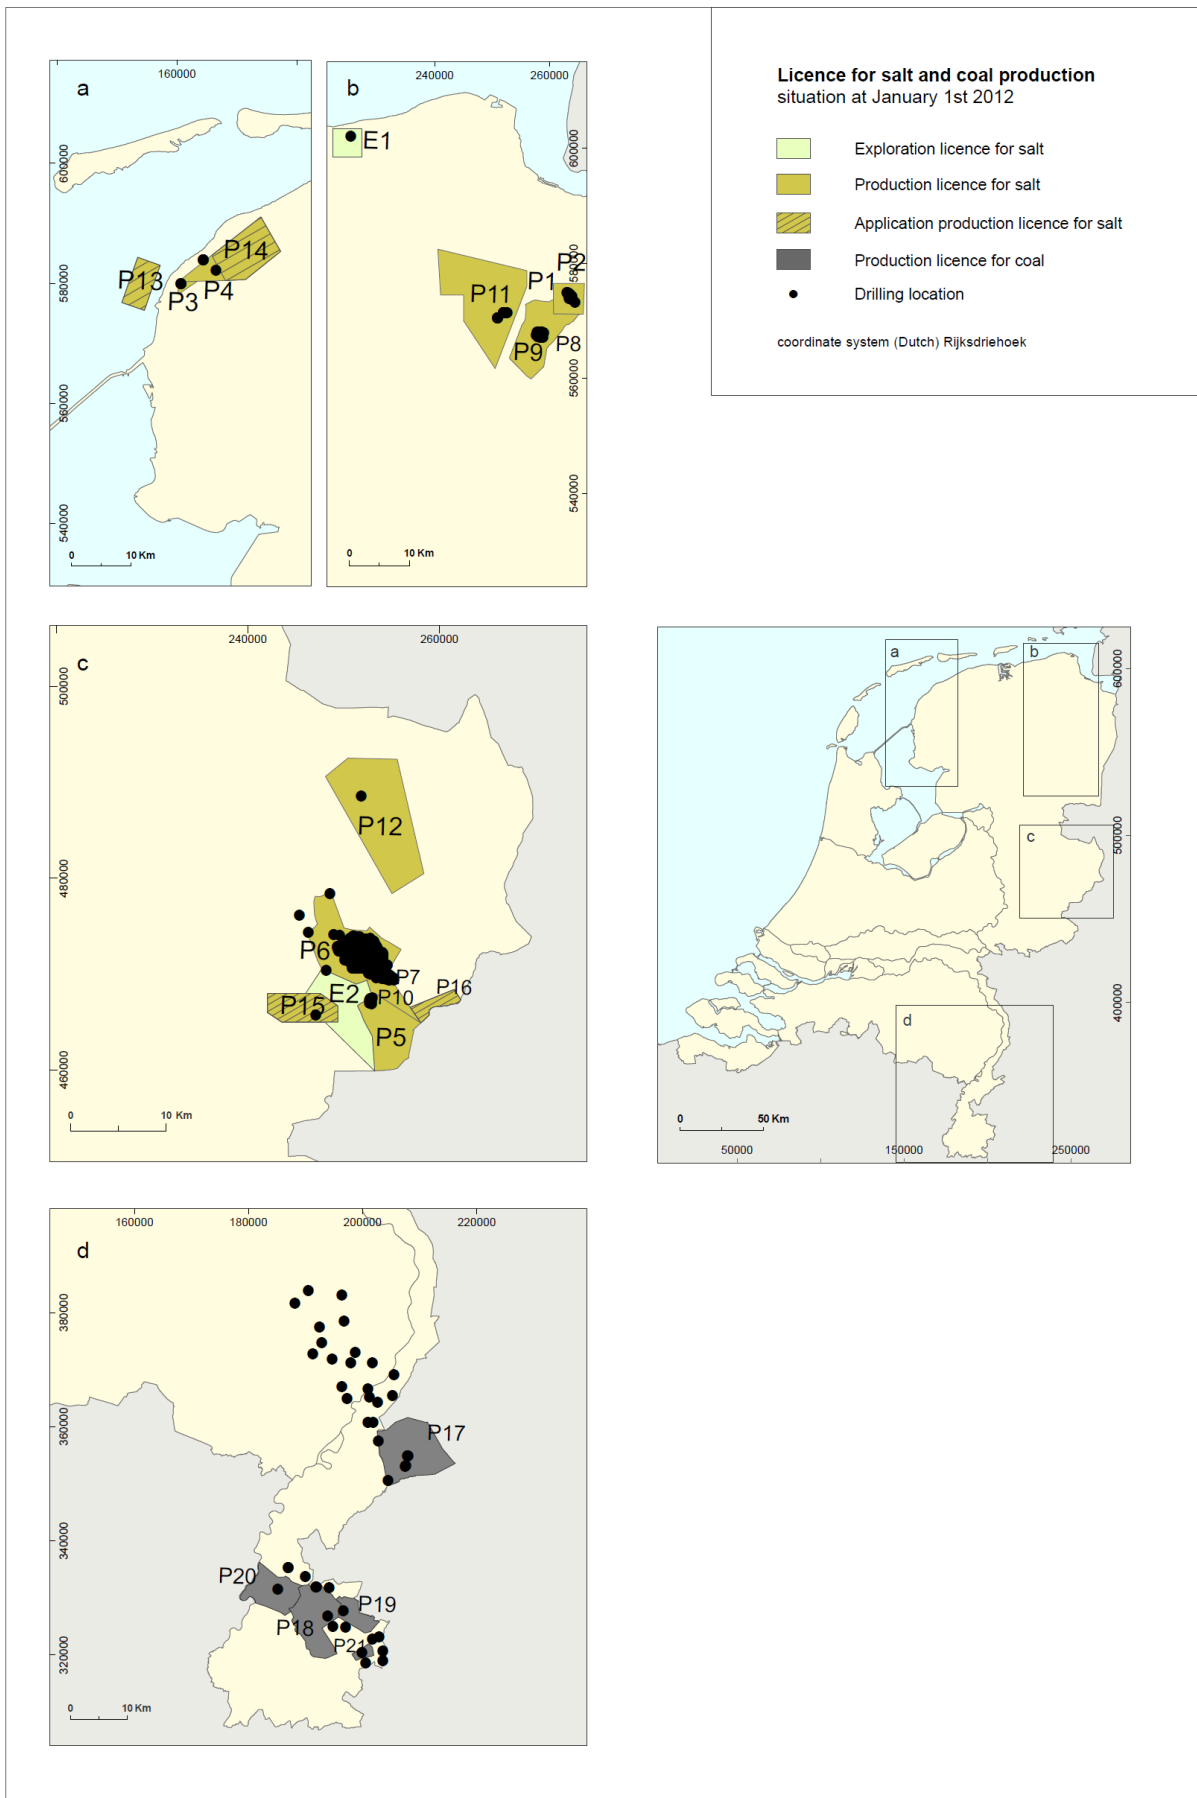 Licence for salt and coal production
situation at January 1st 2012
Exploration licence for salt
Production licence for salt
Application production licence for salt
Production licence for coal
Drilling location
coordinate system (Dutch) Rijksdriehoek
160000
a
600000
580000
560000
540000
P13
P14
P3
P4
0 10 Km
240000 260000
b
E1
600000
580000
560000
540000
P2
P1
P11
P9
P8
0 10 Km
240000 260000
c
500000
480000
460000
P12
P6
P7
P10
P16
E2
P15
P5
0 10 Km
a
b
c
d
600000
500000
400000
0 50 Km
50000 150000 250000
160000 180000 200000 220000
d
380000
360000
340000
320000
P17
P20
P19
P18
P21
0 10 Km